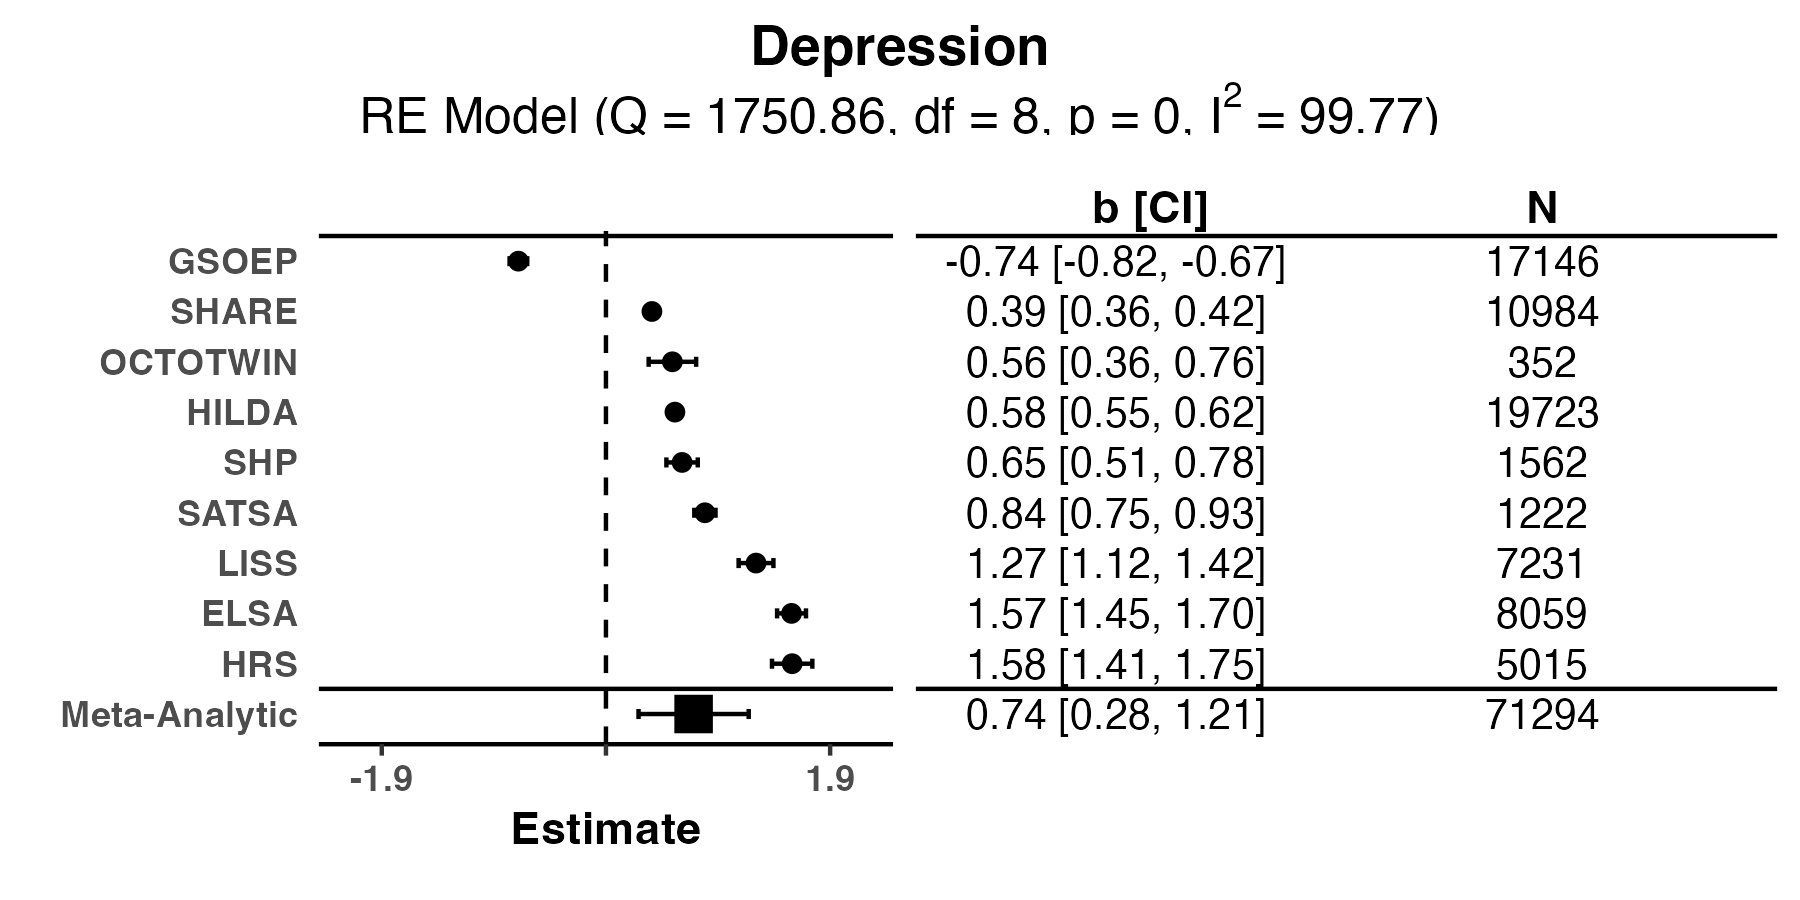 Depression
RE Model (Q = 1750.86, df = 8, p = 0, I² = 99.77)
b [CI] N
GSOEP -0.74 [-0.82, -0.67] 17146
SHARE 0.39 [0.36, 0.42] 10984
OCTOTWIN 0.56 [0.36, 0.76] 352
HILDA 0.58 [0.55, 0.62] 19723
SHP 0.65 [0.51, 0.78] 1562
SATSA 0.84 [0.75, 0.93] 1222
LISS 1.27 [1.12, 1.42] 7231
ELSA 1.57 [1.45, 1.70] 8059
HRS 1.58 [1.41, 1.75] 5015
Meta-Analytic 0.74 [0.28, 1.21] 71294
-1.9 1.9
Estimate